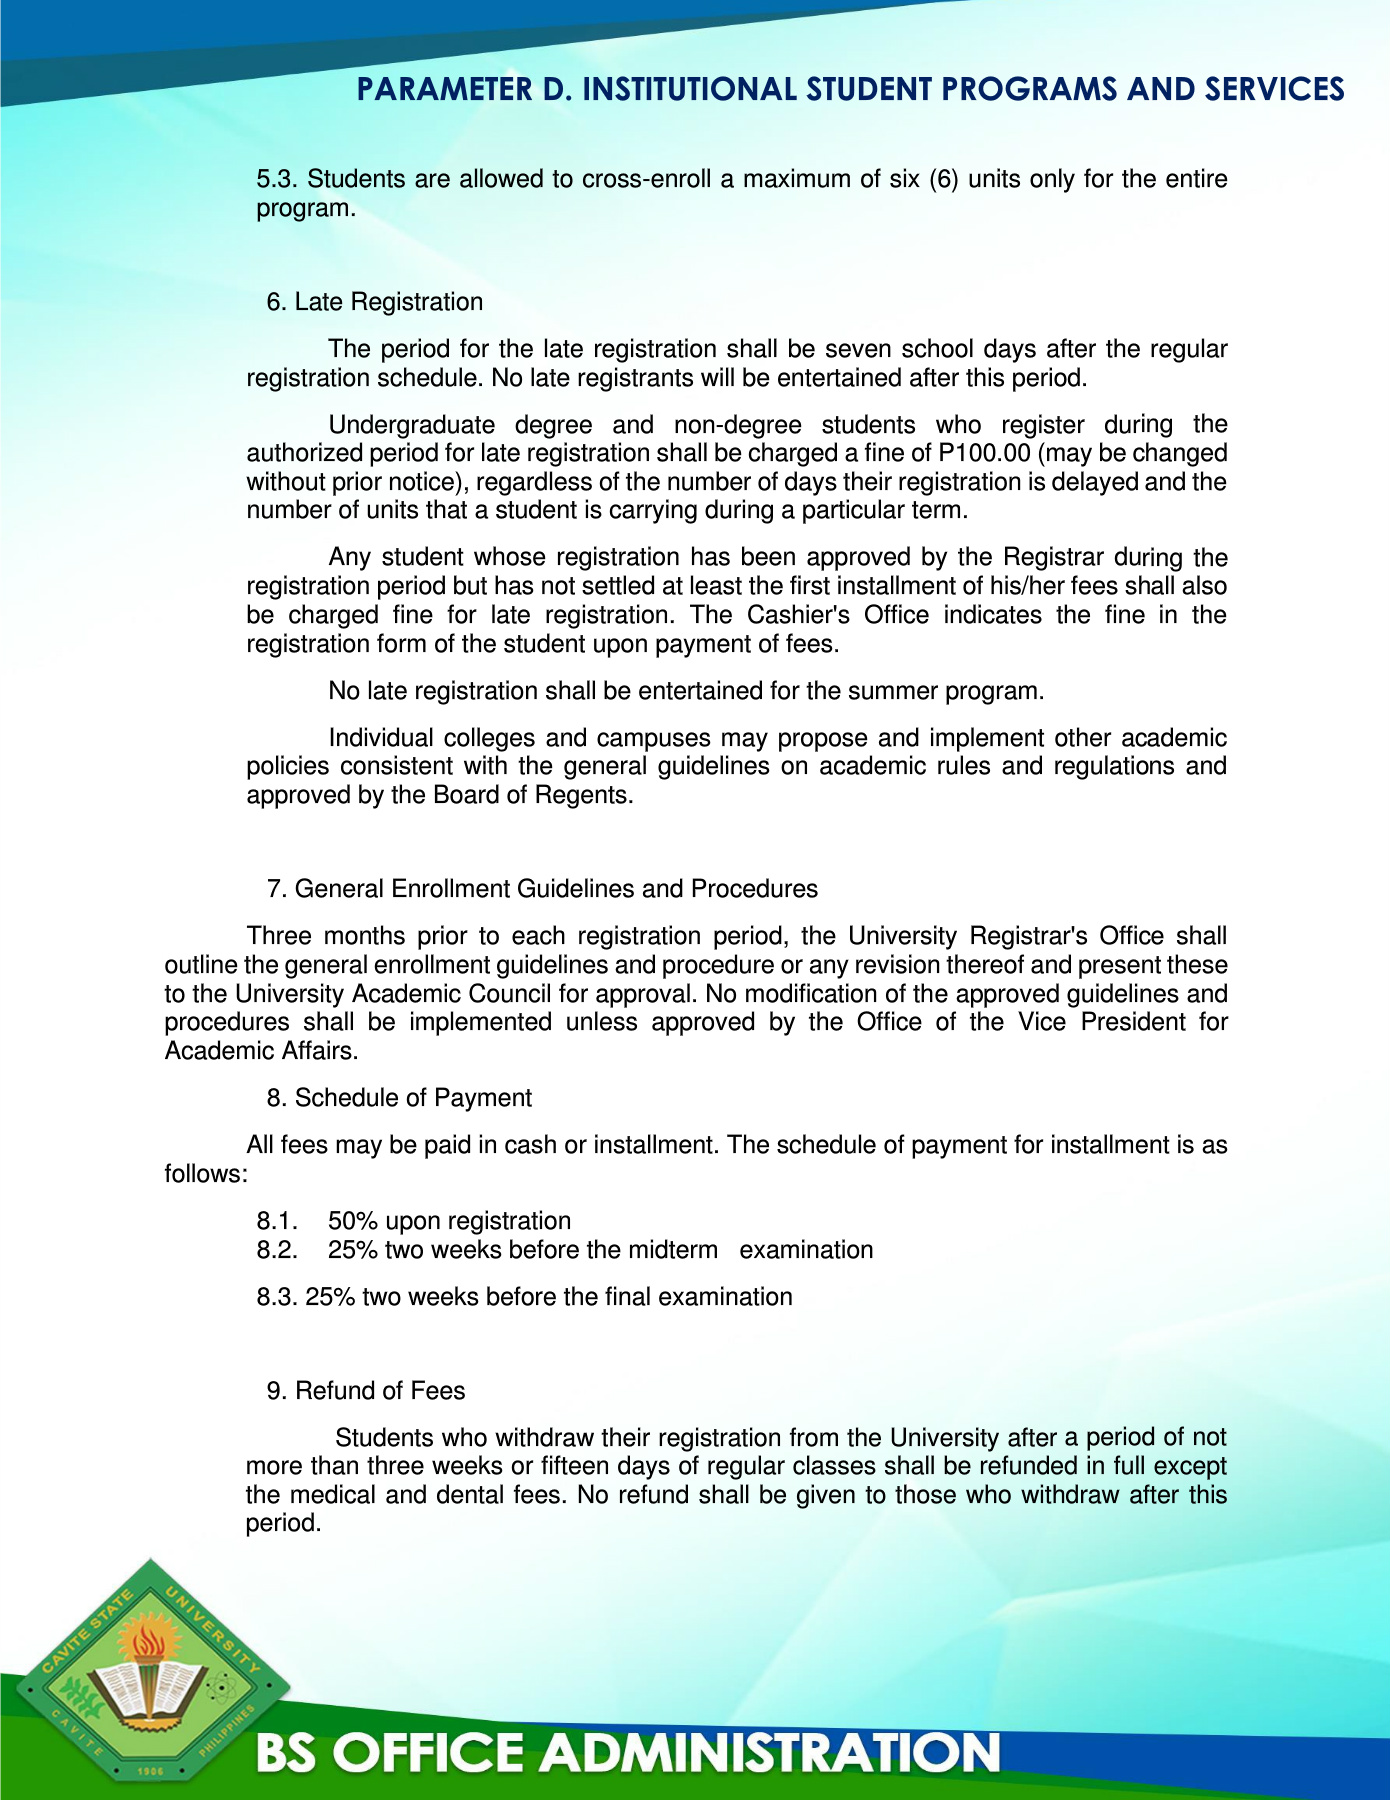 PARAMETER D. INSTITUTIONAL STUDENT PROGRAMS AND SERVICES
5.3. Students are allowed to cross-enroll a maximum of six (6) units only for the entire
program.
6. Late Registration
The period for the late registration shall be seven school days after the regular
registration schedule. No late registrants will be entertained after this period.
Undergraduate degree and non-degree students who register during the
authorized period for late registration shall be charged a fine of P100.00 (may be changed
without prior notice), regardless of the number of days their registration is delayed and the
number of units that a student is carrying during a particular term.
Any student whose registration has been approved by the Registrar during the
registration period but has not settled at least the first installment of his/her fees shall also
be charged fine for late registration. The Cashier's Office indicates the fine in the
registration form of the student upon payment of fees.
No late registration shall be entertained for the summer program.
Individual colleges and campuses may propose and implement other academic
policies consistent with the general guidelines on academic rules and regulations and
approved by the Board of Regents.
7. General Enrollment Guidelines and Procedures
Three months prior to each registration period, the University Registrar's Office shall
outline the general enrollment guidelines and procedure or any revision thereof and present these
to the University Academic Council for approval. No modification of the approved guidelines and
procedures shall be implemented unless approved by the Office of the Vice President for
Academic Affairs.
8. Schedule of Payment
All fees may be paid in cash or installment. The schedule of payment for installment is as
follows:
8.1. 50% upon registration
8.2. 25% two weeks before the midterm examination
8.3. 25% two weeks before the final examination
9. Refund of Fees
Students who withdraw their registration from the University after a period of not
more than three weeks or fifteen days of regular classes shall be refunded in full except
the medical and dental fees. No refund shall be given to those who withdraw after this
period.
CAVITE STATE UNIVERSITY
CAVITE PHILIPPINES
1906
BS OFFICE ADMINISTRATION